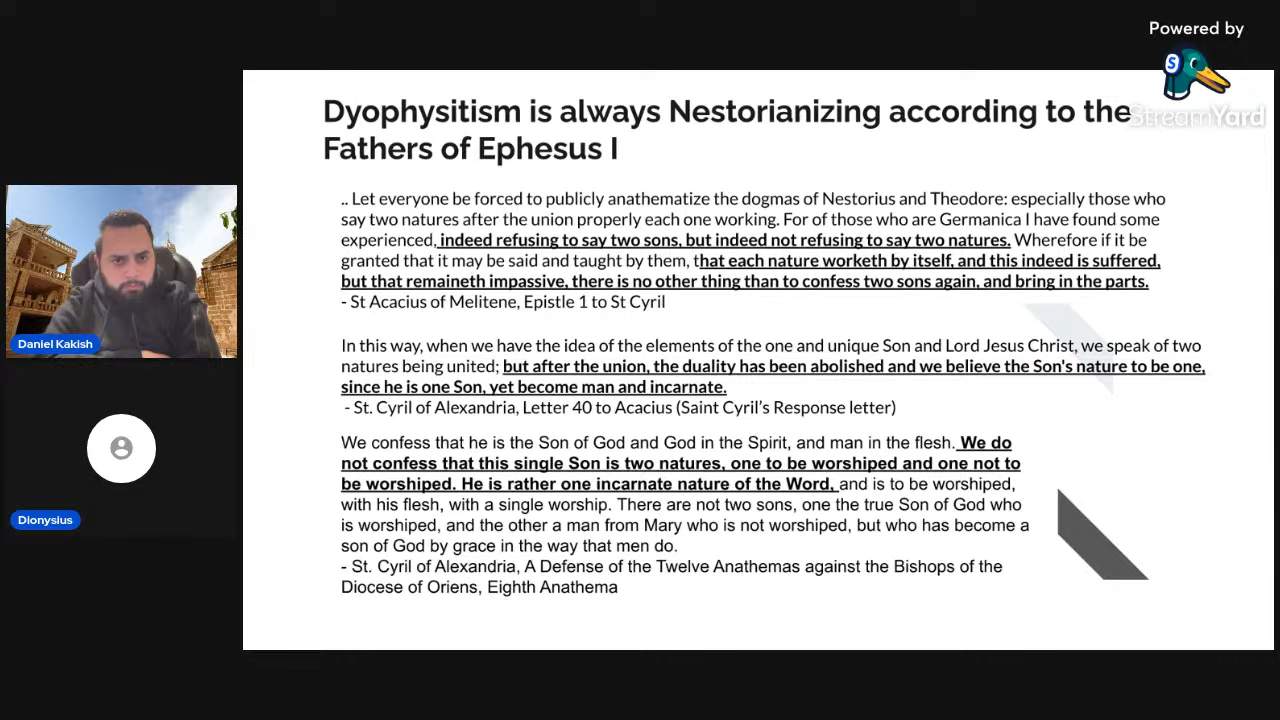 Powered by
S
StreamYard
Dyophysitism is always Nestorianizing according to the
Fathers of Ephesus I
.. Let everyone be forced to publicly anathematize the dogmas of Nestorius and Theodore: especially those who
say two natures after the union properly each one working. For of those who are Germanica I have found some
experienced, indeed refusing to say two sons, but indeed not refusing to say two natures. Wherefore if it be
granted that it may be said and taught by them, that each nature worketh by itself, and this indeed is suffered,
but that remaineth impassive, there is no other thing than to confess two sons again, and bring in the parts.
- St Acacius of Melitene, Epistle 1 to St Cyril
In this way, when we have the idea of the elements of the one and unique Son and Lord Jesus Christ, we speak of two
natures being united; but after the union, the duality has been abolished and we believe the Son's nature to be one,
since he is one Son, yet become man and incarnate.
- St. Cyril of Alexandria, Letter 40 to Acacius (Saint Cyril's Response letter)
We confess that he is the Son of God and God in the Spirit, and man in the flesh. We do
not confess that this single Son is two natures, one to be worshiped and one not to
be worshiped. He is rather one incarnate nature of the Word, and is to be worshiped,
with his flesh, with a single worship. There are not two sons, one the true Son of God who
is worshiped, and the other a man from Mary who is not worshiped, but who has become a
son of God by grace in the way that men do.
- St. Cyril of Alexandria, A Defense of the Twelve Anathemas against the Bishops of the
Diocese of Oriens, Eighth Anathema
Daniel Kakish
Dionysius